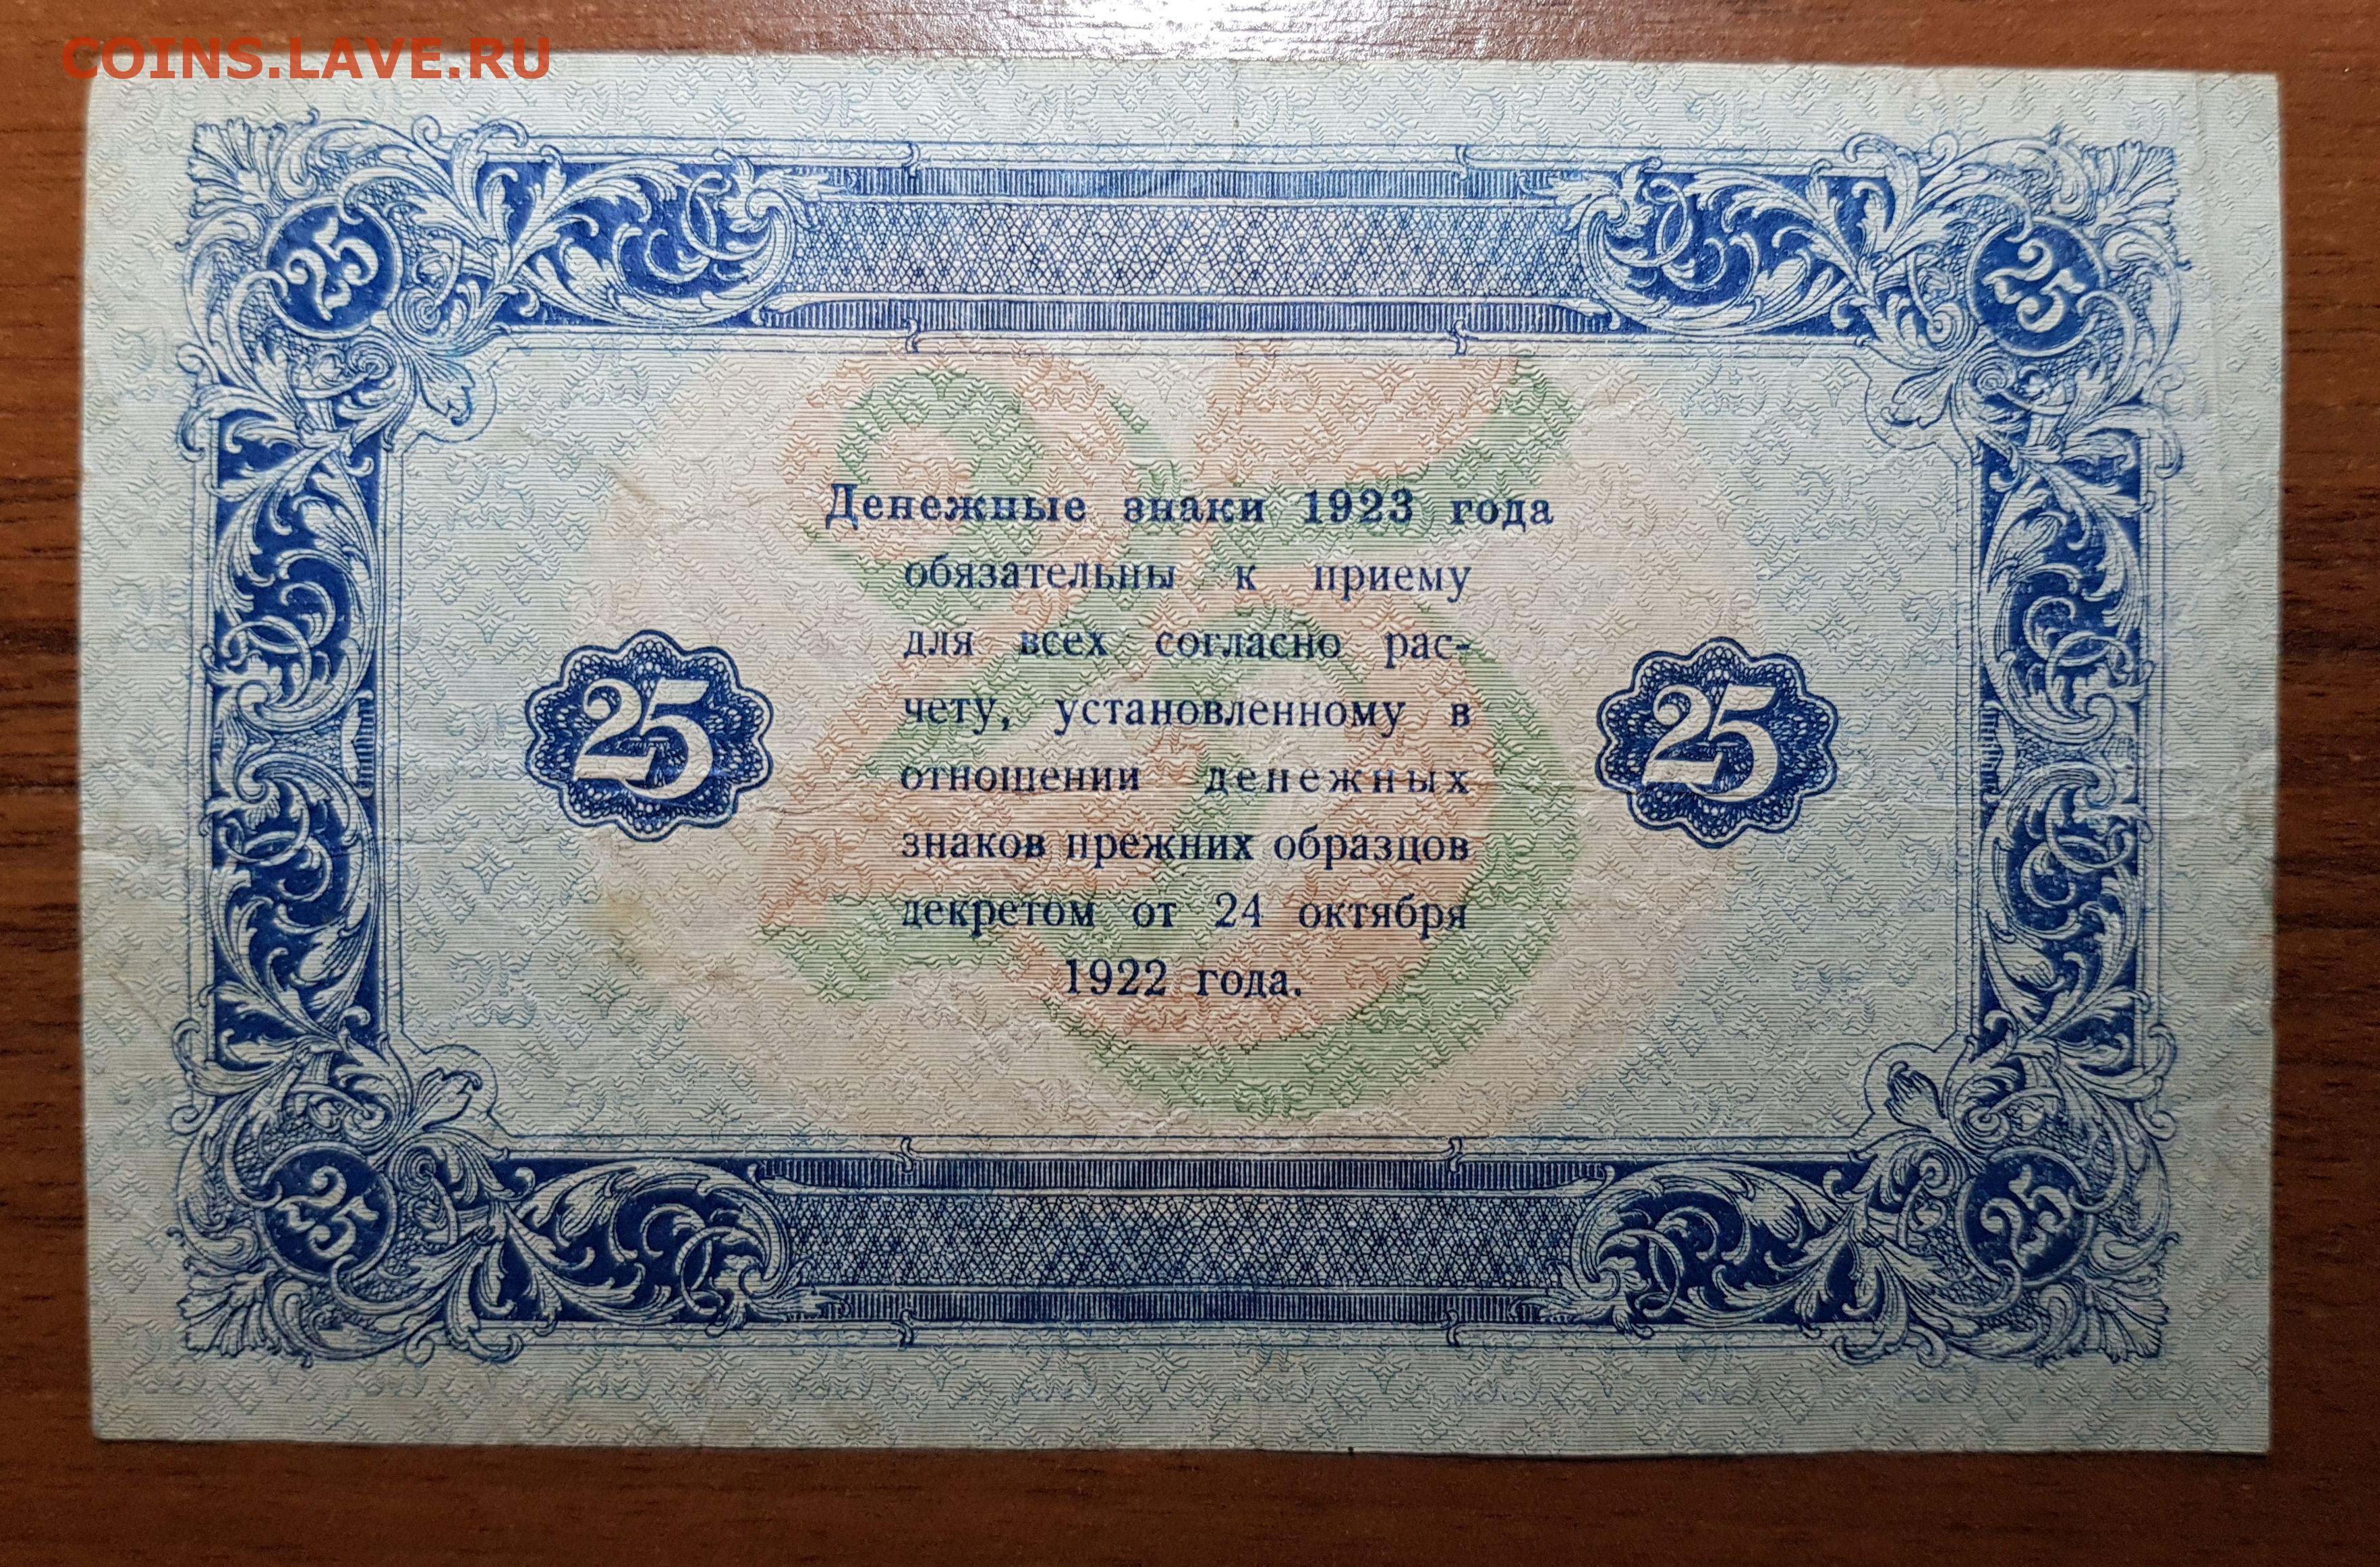 COINS.LAVE.RU
25 25
Денежные знаки 1923 года
обязательны к приему
для всех согласно рас-
чету, установленному в
отношении денежных
знаков прежних образцов
декретом от 24 октября
1922 года.
25 25
25
25 25